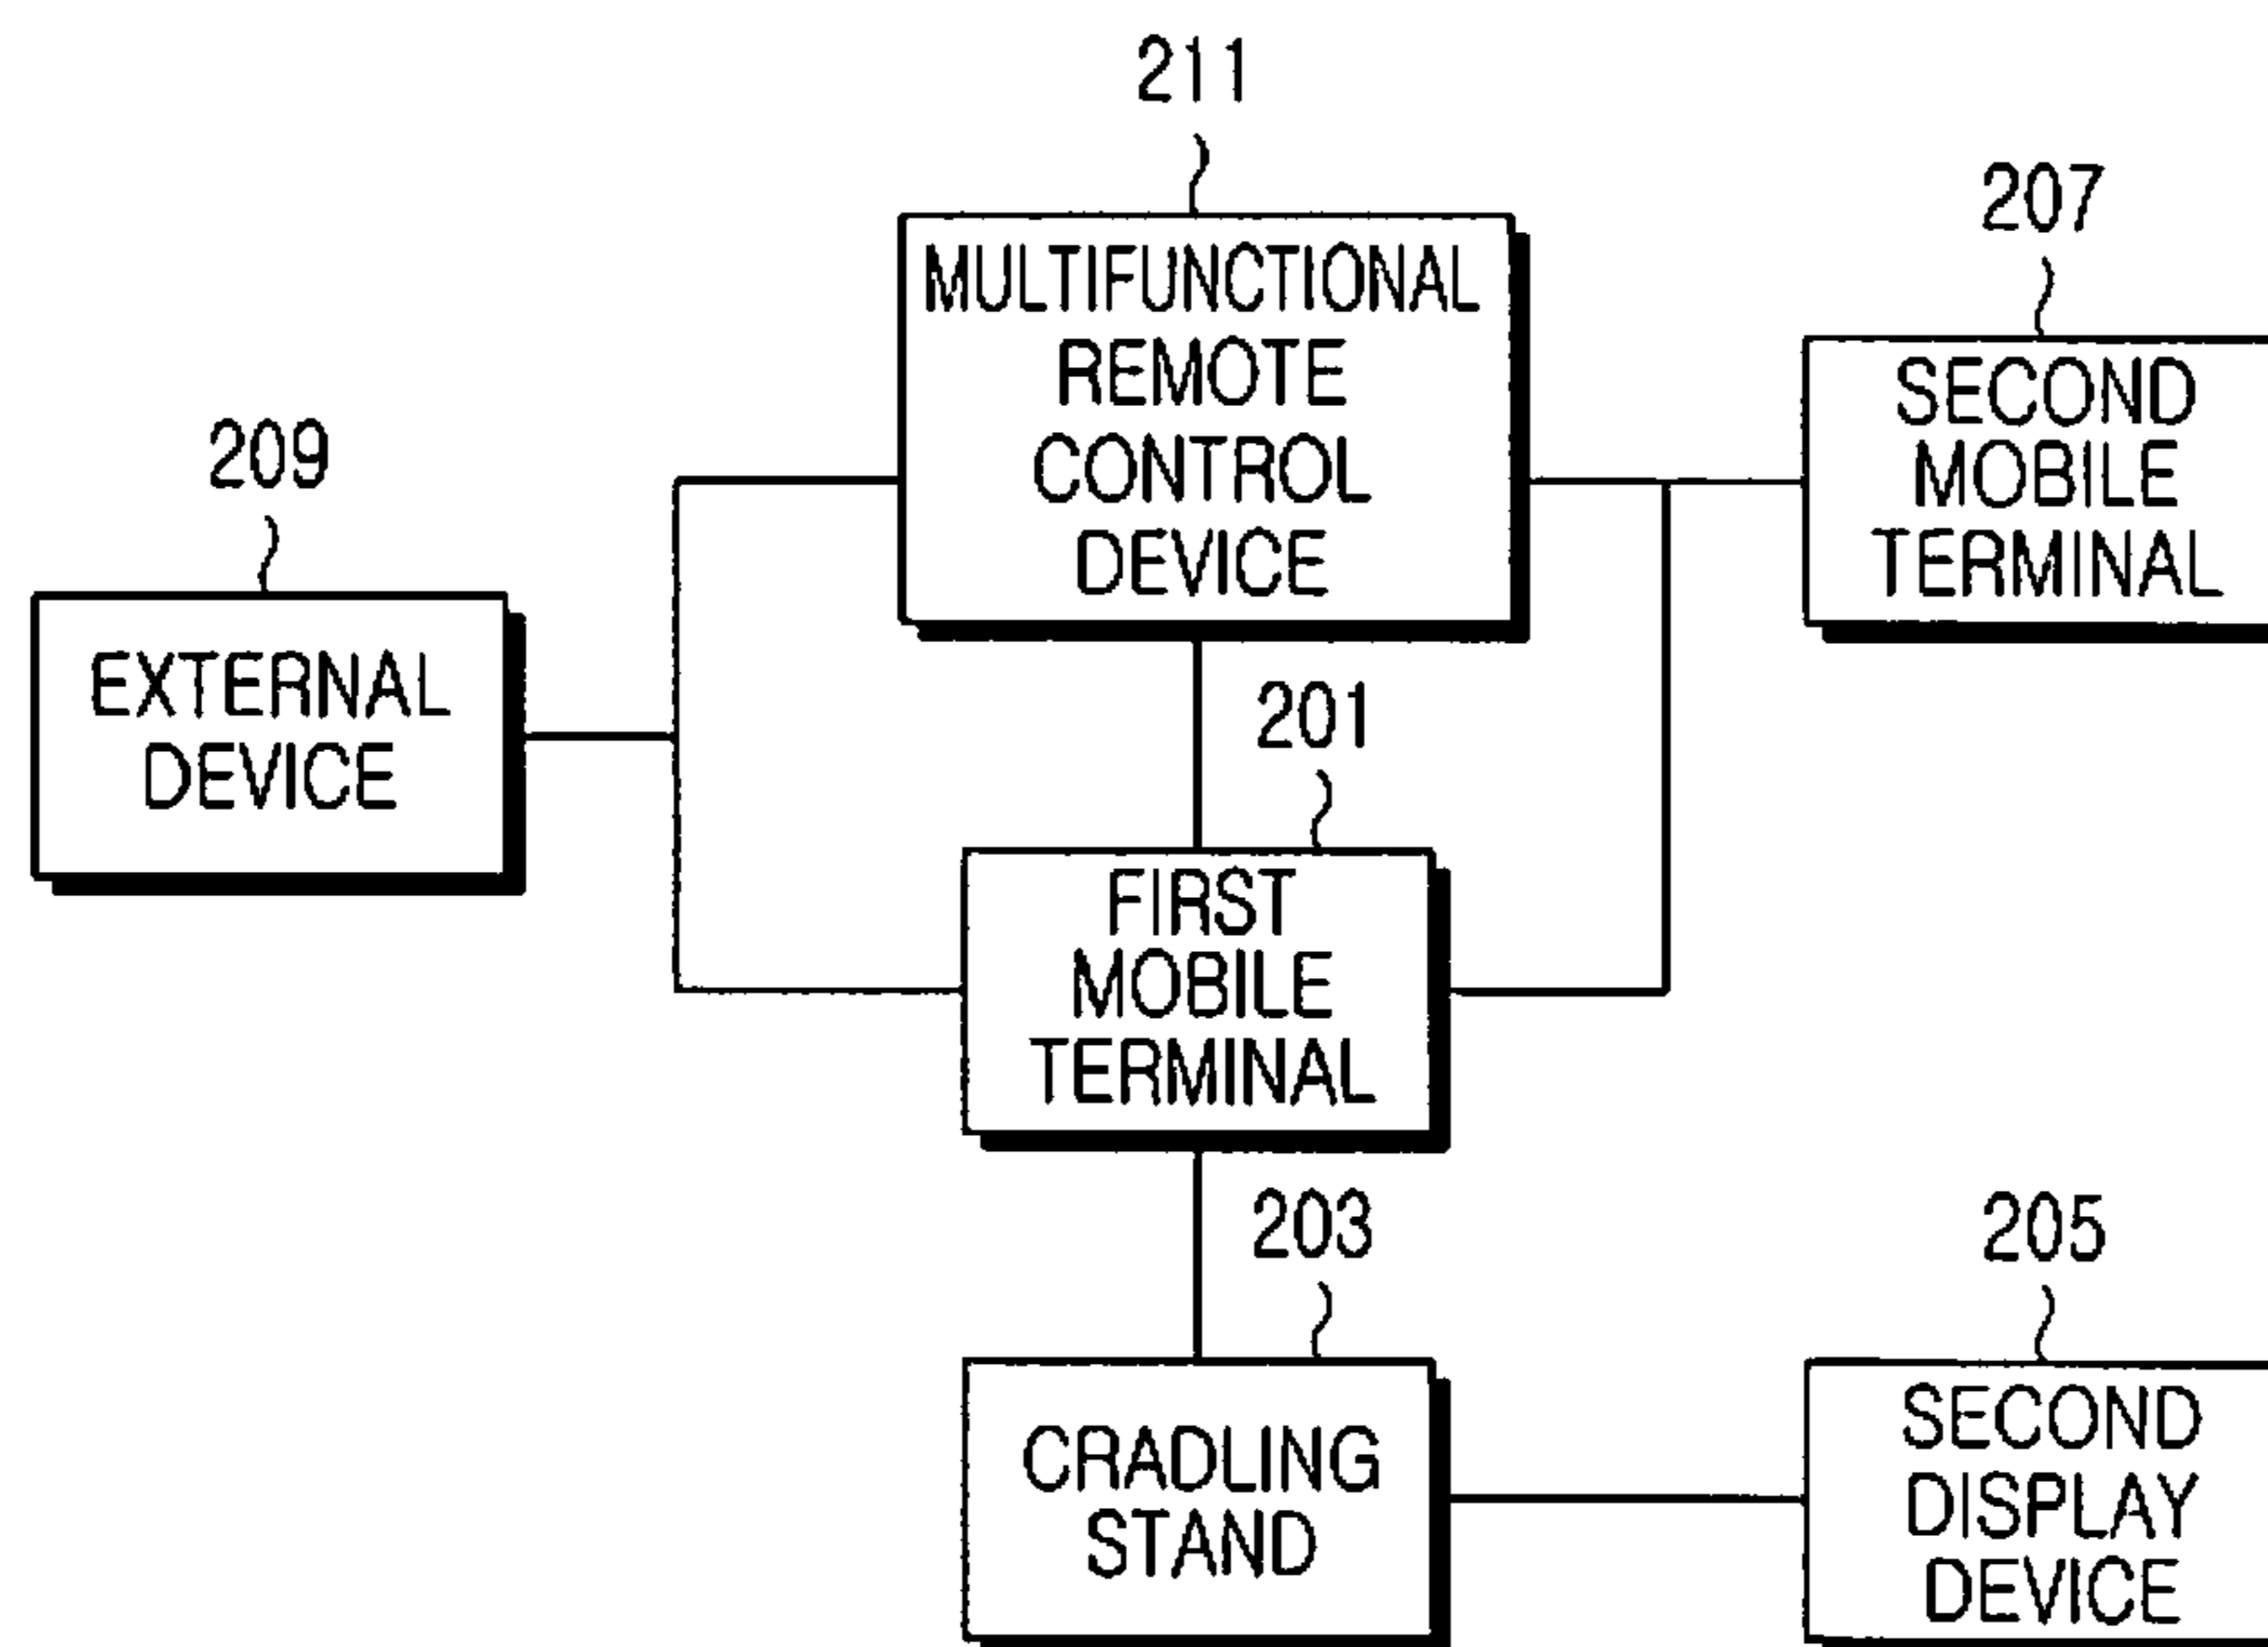 211
MULTIFUNCTIONAL
REMOTE
CONTROL
DEVICE
207
SECOND
MOBILE
TERMINAL
209
EXTERNAL
DEVICE
201
FIRST
MOBILE
TERMINAL
203
CRADLING
STAND
205
SECOND
DISPLAY
DEVICE